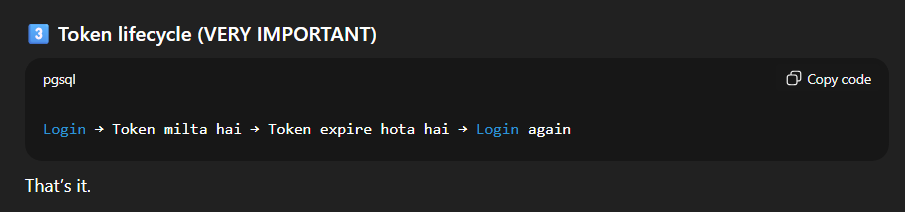 3 Token lifecycle (VERY IMPORTANT)
pgsql
Copy code
Login → Token milta hai → Token expire hota hai → Login again
That's it.